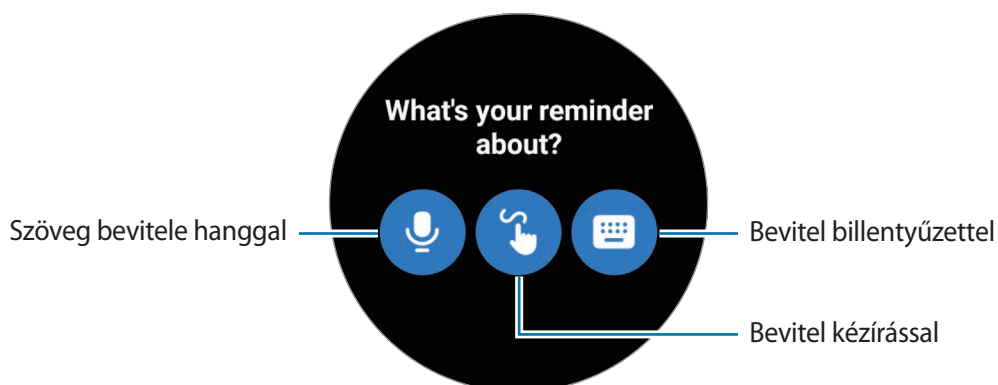 What's your reminder
about?
Szöveg bevitele hanggal
Bevitel billentyűzettel
Bevitel kézírással